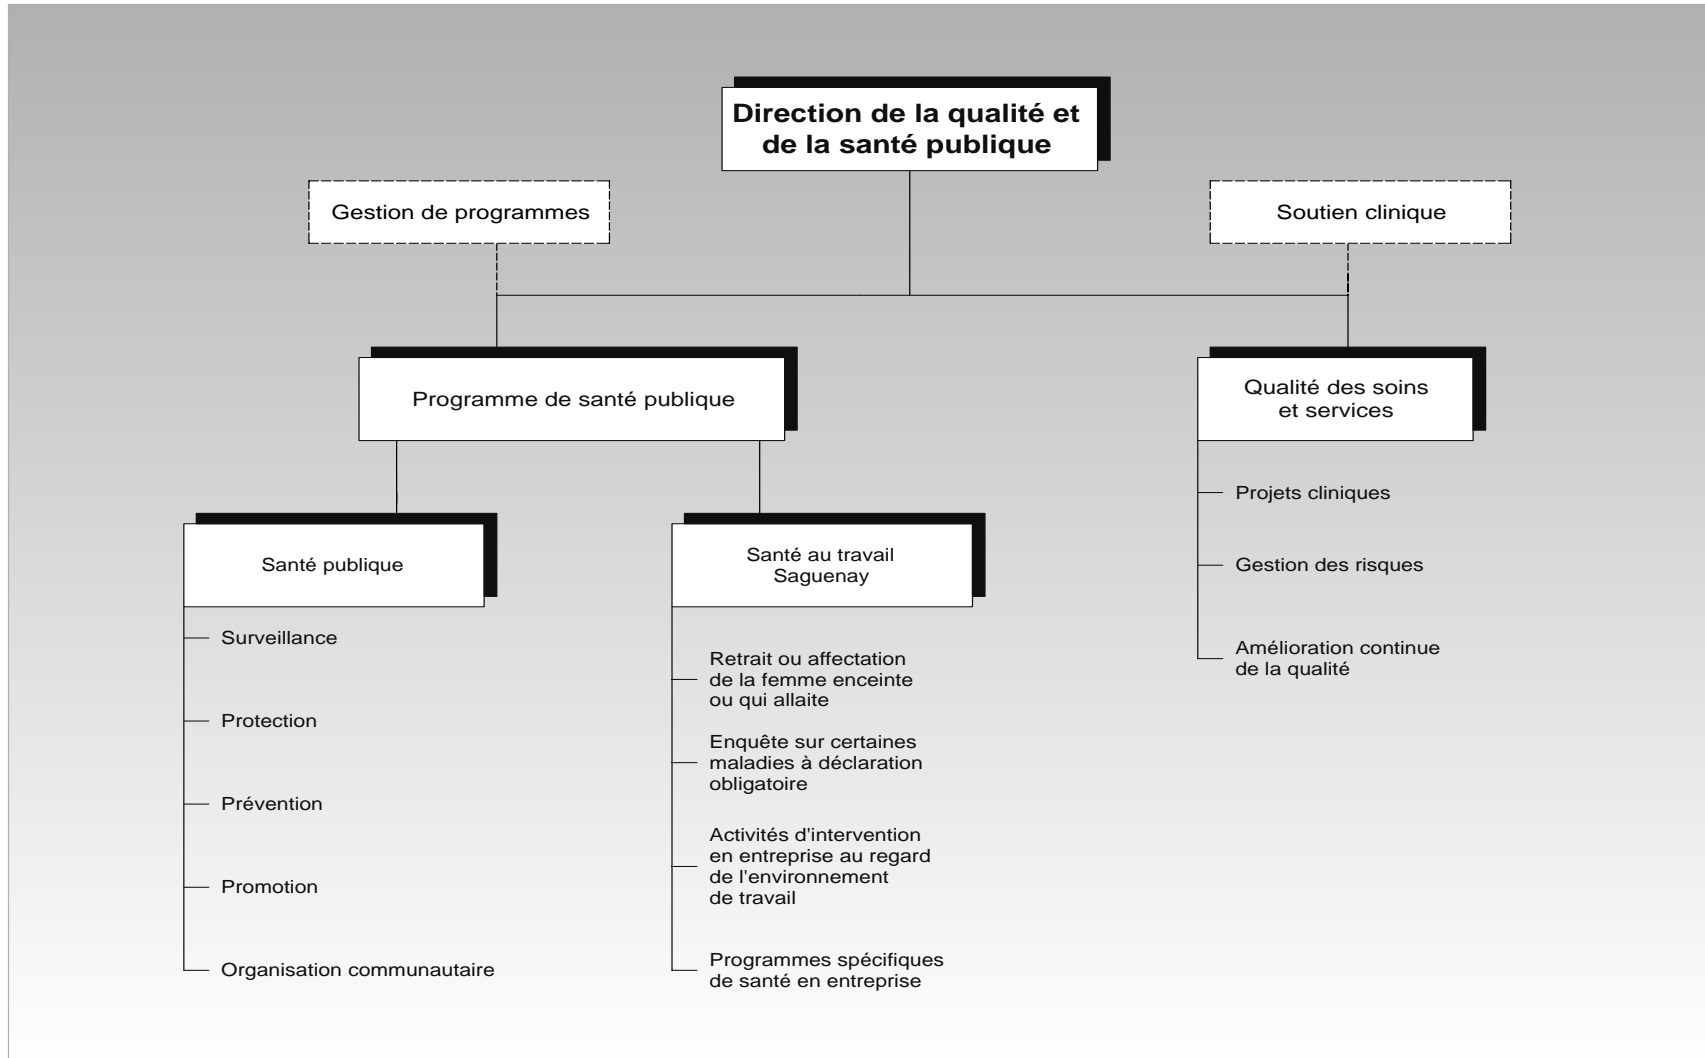 Direction de la qualité et
de la santé publique
Gestion de programmes
Soutien clinique
Programme de santé publique
Qualité des soins
et services
Projets cliniques
Gestion des risques
Amélioration continue
de la qualité
Santé publique
Surveillance
Protection
Prévention
Promotion
Organisation communautaire
Santé au travail
Saguenay
Retrait ou affectation
de la femme enceinte
ou qui allaite
Enquête sur certaines
maladies à déclaration
obligatoire
Activités d'intervention
en entreprise au regard
de l'environnement
de travail
Programmes spécifiques
de santé en entreprise